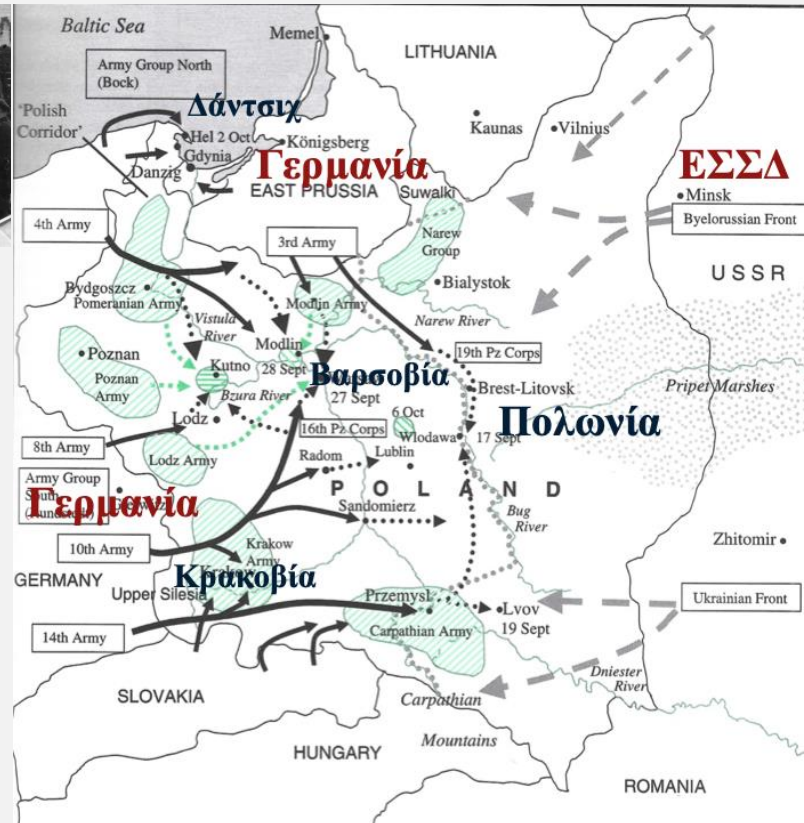 Baltic Sea
Memel
LITHUANIA
Army Group North
(Bock)
Δάντσιχ
'Polish
Corridor'
Hel 2 Oct
Königsberg
Kaunas
Vilnius
Gdynia
Danzig
Γερμανία
ΕΣΣΔ
EAST PRUSSIA
Suwalki
Minsk
Byelorussian Front
4th Army
3rd Army
Narew
Group
USSR
Bydgoszcz
Pomeranian Army
Modlin Army
Bialystok
Vistula
River
Narew River
Poznan
Modlin
28 Sept
19th Pz Corps
Kutno
Βαρσοβία
Poznan
Army
27 Sept
Brest-Litovsk
Pripet Marshes
Bzura River
Πολωνία
Lodz
16th Pz Corps
6 Oct
Wlodawa
17 Sept
8th Army
Lodz Army
Radom
Lublin
Army Group
South
POLAND
Γερμανία
Sandomierz
Bug
River
10th Army
Krakow
Army
Zhitomir
GERMANY
Κρακοβία
Upper Silesia
Przemysl
Ukrainian Front
14th Army
Lvov
19 Sept
Carpathian Army
Dniester
River
SLOVAKIA
Carpathian
Mountains
HUNGARY
ROMANIA